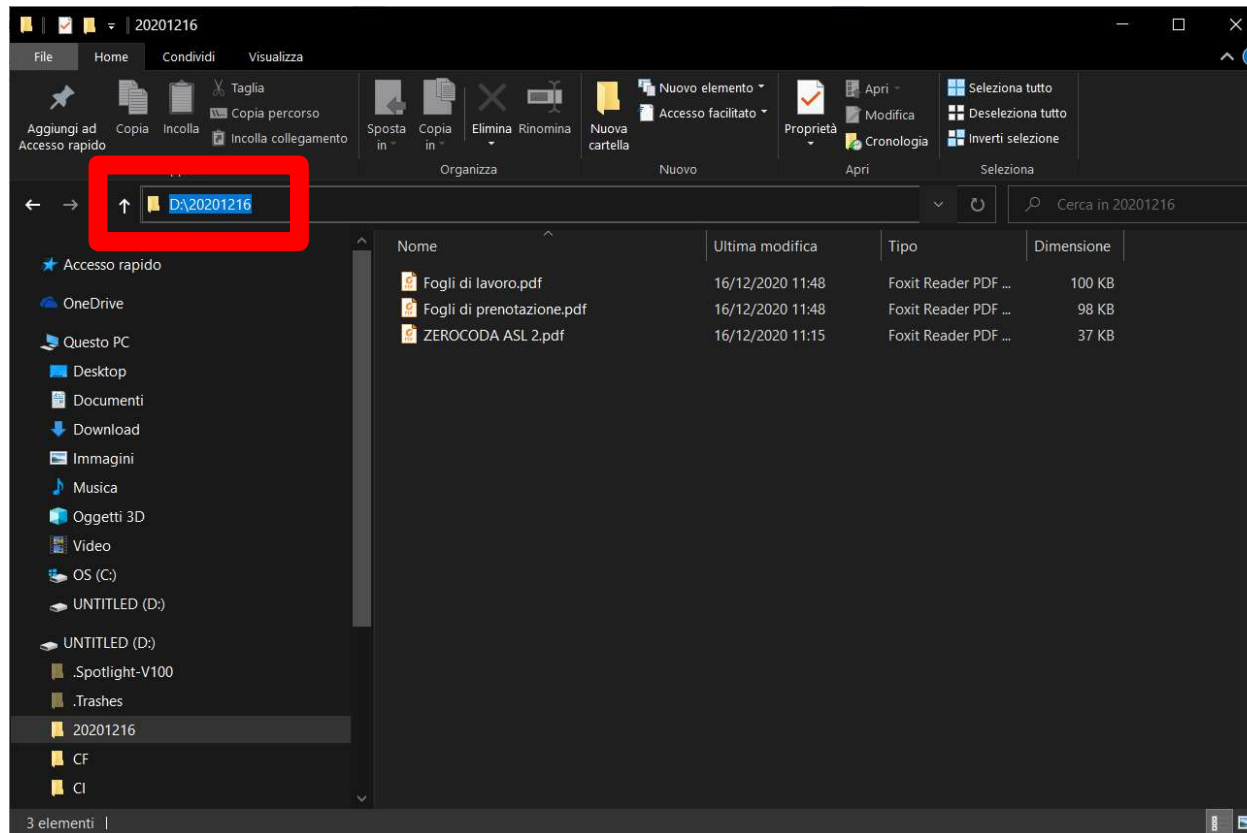 20201216
File Home Condividi Visualizza
Aggiungi ad Accesso rapido
Copia
Incolla
Taglia
Copia percorso
Incolla collegamento
Sposta in
Copia in
Elimina
Rinomina
Nuova cartella
Nuovo elemento
Accesso facilitato
Proprietà
Apri
Modifica
Cronologia
Seleziona tutto
Deseleziona tutto
Inverti selezione
Organizza Nuovo Apri Seleziona
D:\20201216
Cerca in 20201216
Accesso rapido
OneDrive
Questo PC
Desktop
Documenti
Download
Immagini
Musica
Oggetti 3D
Video
OS (C:)
UNTITLED (D:)
UNTITLED (D:)
.Spotlight-V100
.Trashes
20201216
CF
CI
Nome Ultima modifica Tipo Dimensione
Fogli di lavoro.pdf 16/12/2020 11:48 Foxit Reader PDF ... 100 KB
Fogli di prenotazione.pdf 16/12/2020 11:48 Foxit Reader PDF ... 98 KB
ZEROCODA ASL 2.pdf 16/12/2020 11:15 Foxit Reader PDF ... 37 KB
3 elementi